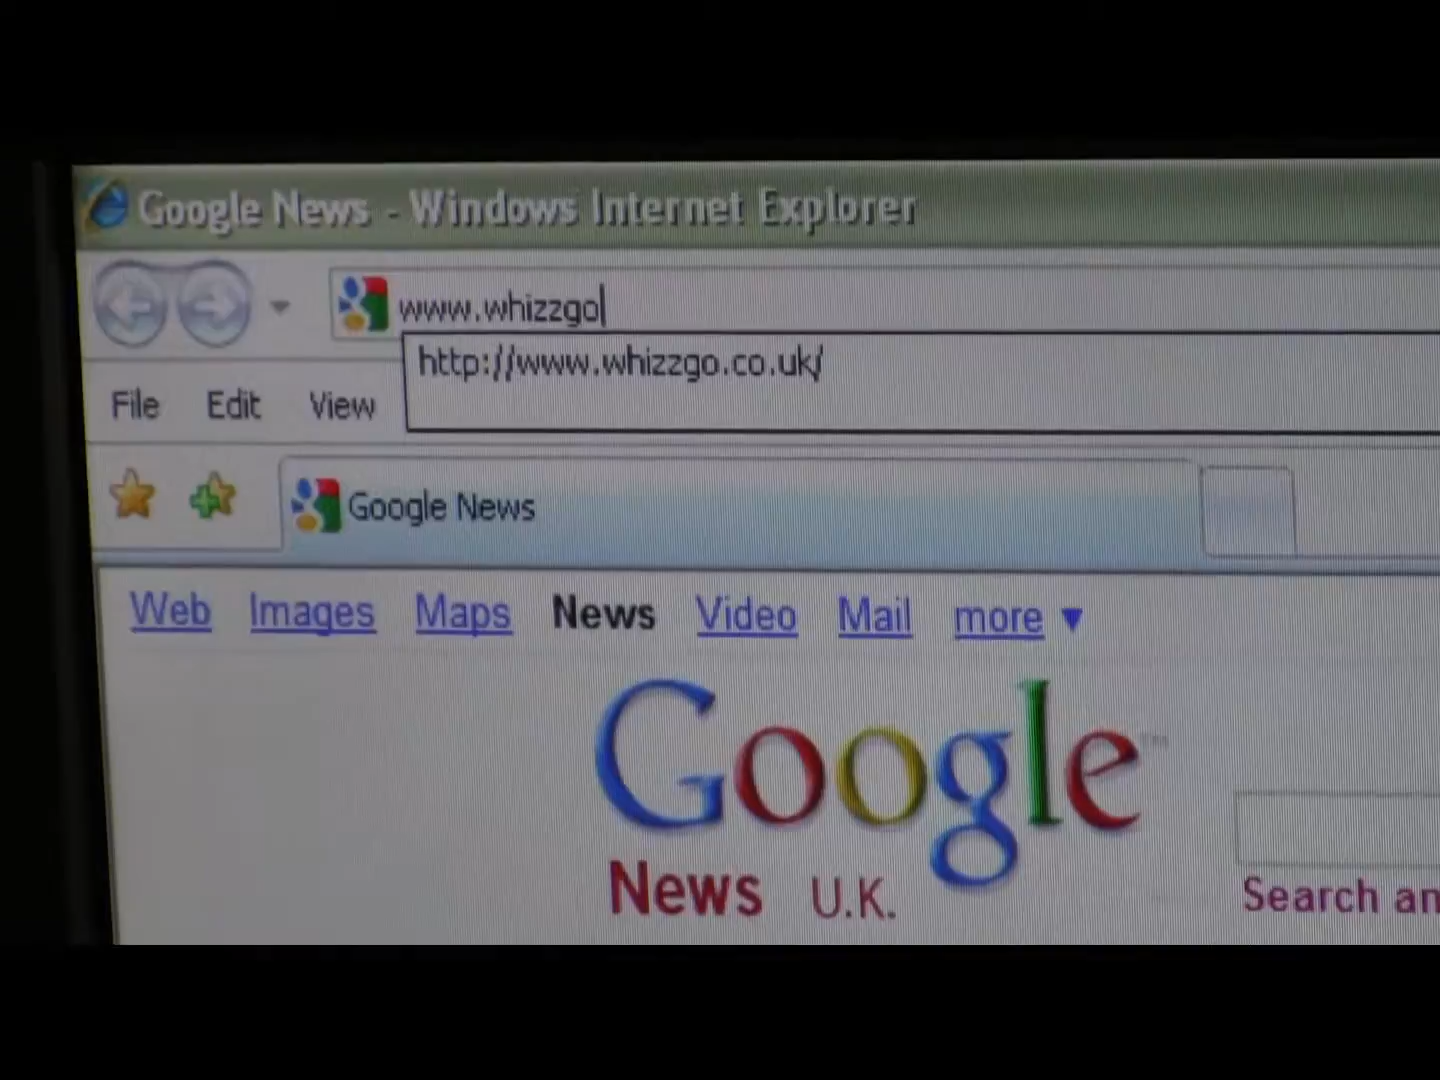 Google News - Windows Internet Explorer
www.whizzgo
http://www.whizzgo.co.uk/
File Edit View
Google News
Web Images Maps News Video Mail more ▼
Google™
News U.K.
Search an